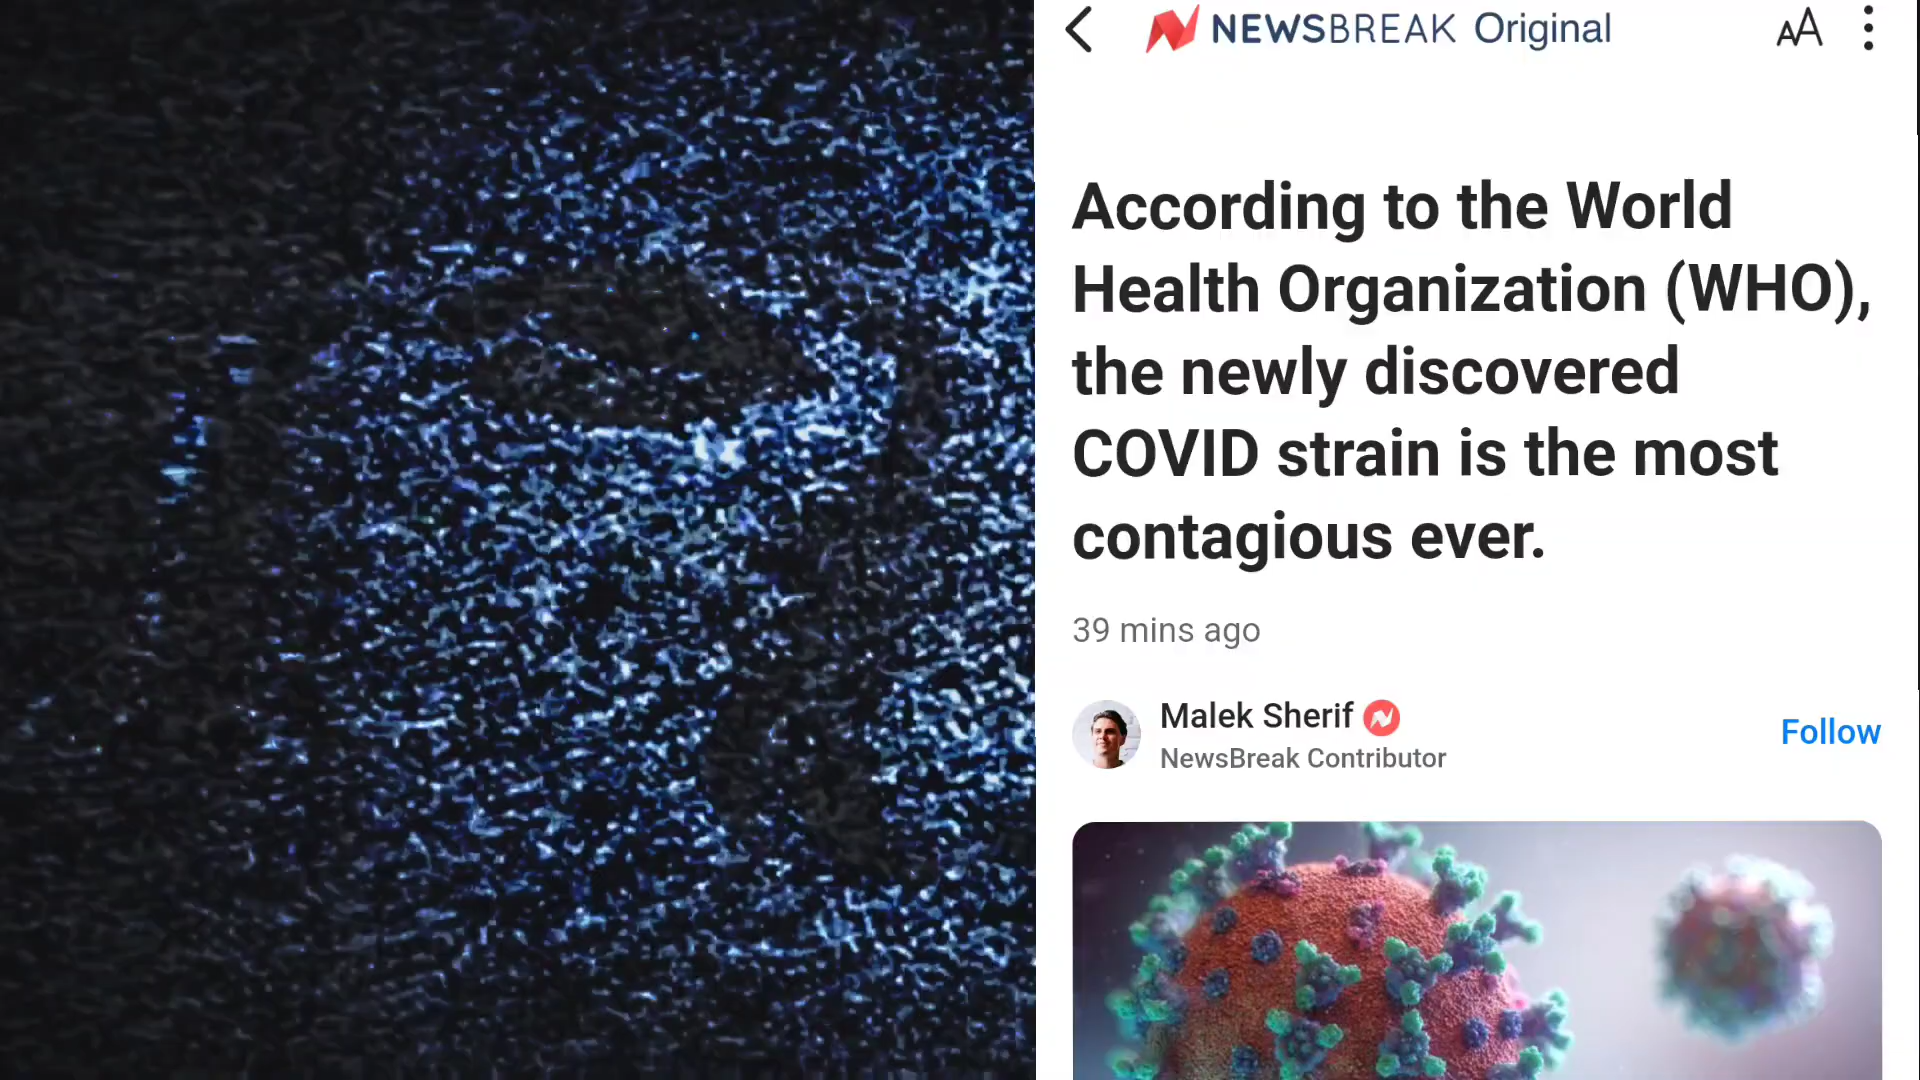 NEWSBREAK Original
AA
According to the World
Health Organization (WHO),
the newly discovered
COVID strain is the most
contagious ever.
39 mins ago
Malek Sherif
NewsBreak Contributor
Follow